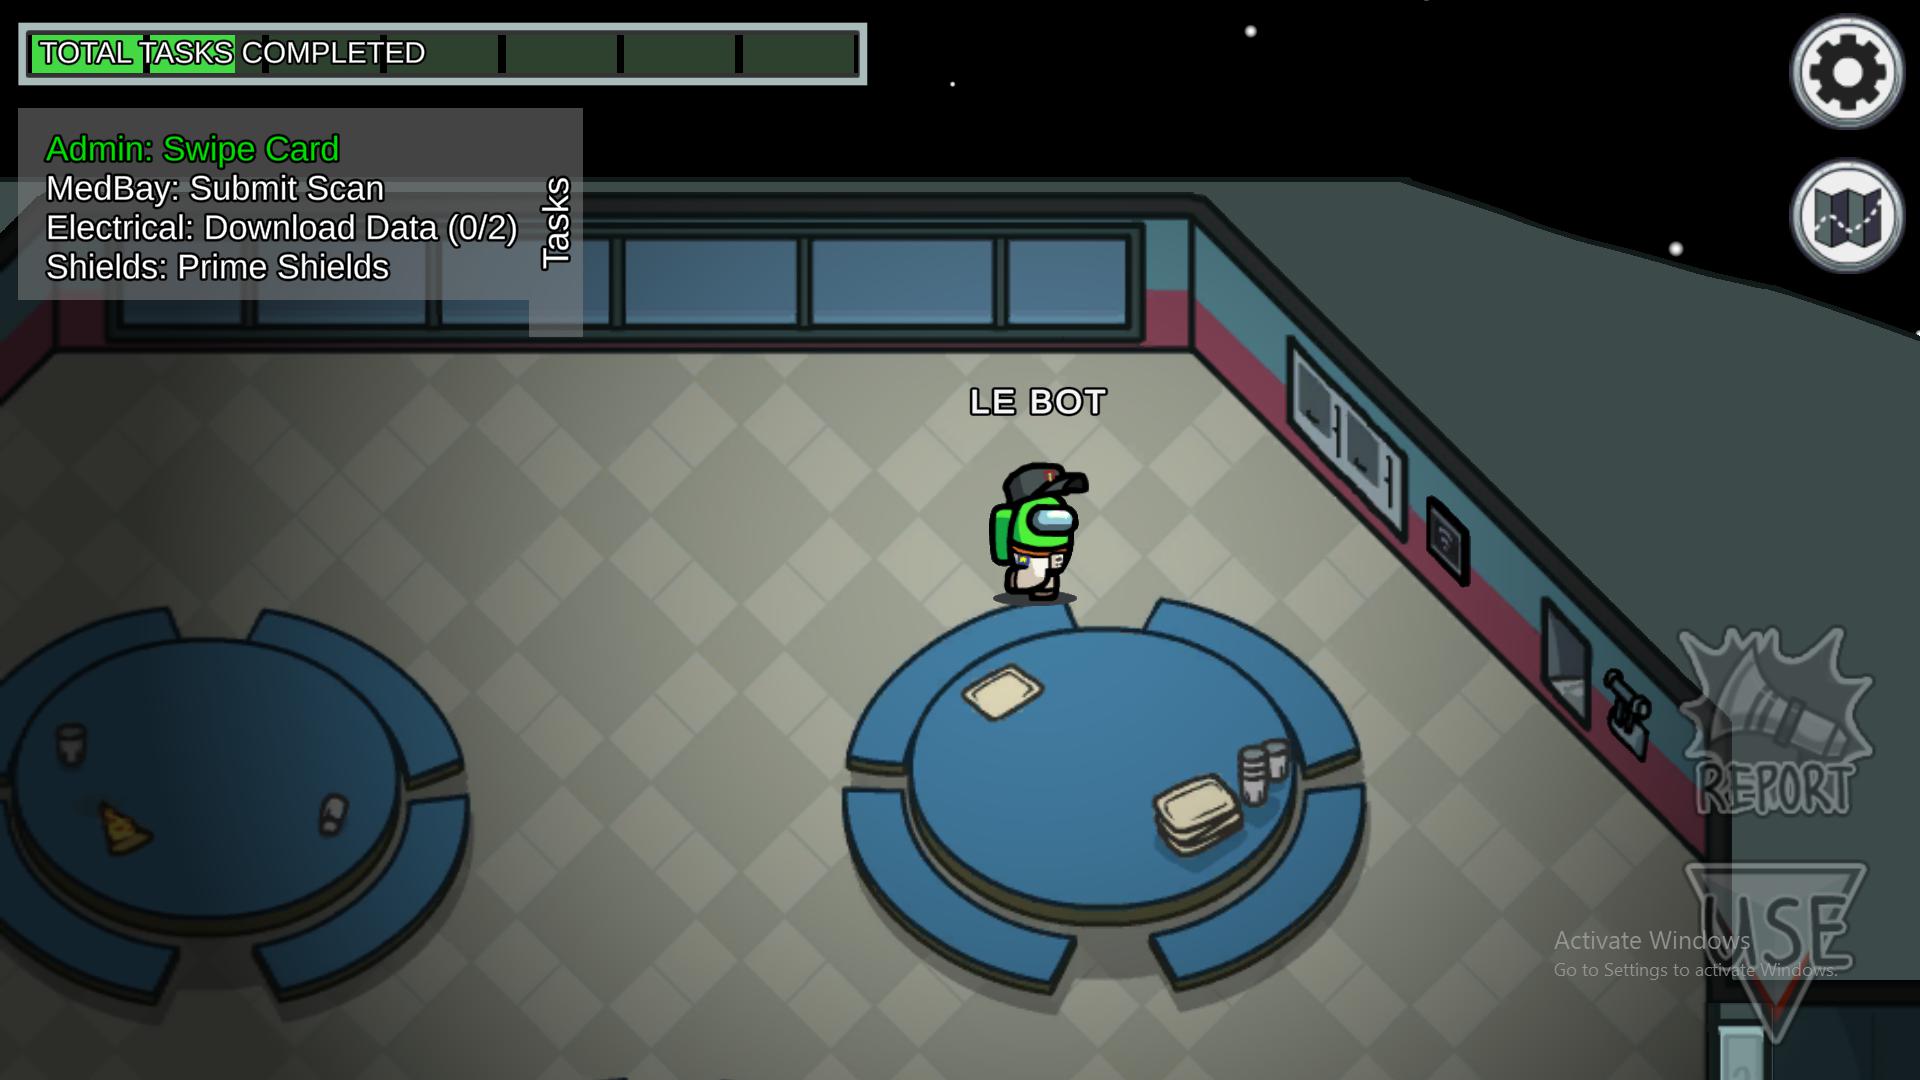 TOTAL TASKS COMPLETED
Admin: Swipe Card
MedBay: Submit Scan
Electrical: Download Data (0/2)
Shields: Prime Shields
Tasks
LE BOT
REPORT
USE
Activate Windows
Go to Settings to activate Windows.